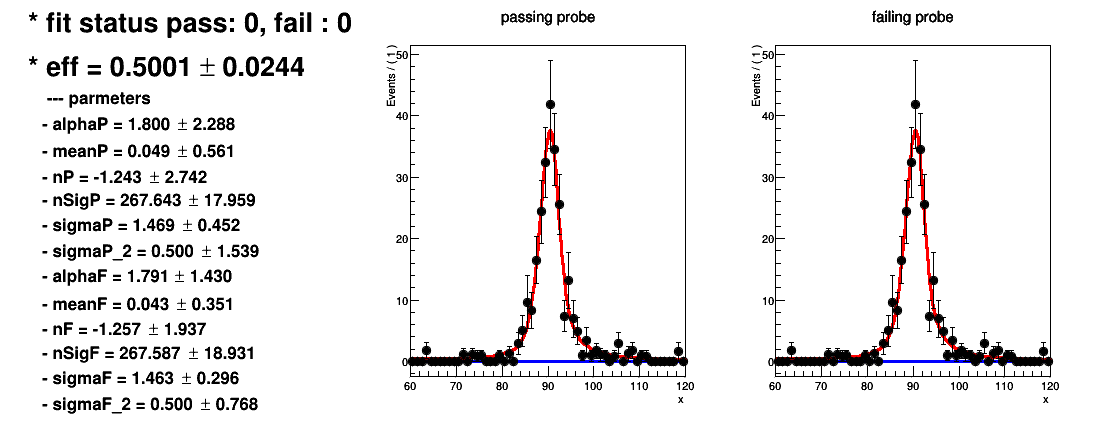 * fit status pass: 0, fail : 0
* eff = 0.5001 ± 0.0244
--- parmeters
- alphaP = 1.800 ± 2.288
- meanP = 0.049 ± 0.561
- nP = -1.243 ± 2.742
- nSigP = 267.643 ± 17.959
- sigmaP = 1.469 ± 0.452
- sigmaP_2 = 0.500 ± 1.539
- alphaF = 1.791 ± 1.430
- meanF = 0.043 ± 0.351
- nF = -1.257 ± 1.937
- nSigF = 267.587 ± 18.931
- sigmaF = 1.463 ± 0.296
- sigmaF_2 = 0.500 ± 0.768
passing probe
Events / ( 1 )
50
40
30
20
10
0
60 70 80 90 100 110 120
x
failing probe
Events / ( 1 )
50
40
30
20
10
0
60 70 80 90 100 110 120
x